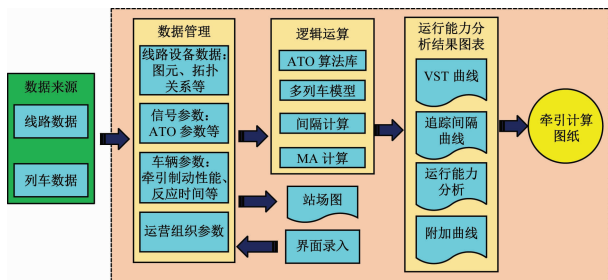 数据来源
线路数据
列车数据
数据管理
线路设备数据:
图元、拓扑
关系等
信号参数:
ATO 参数等
车辆参数:
牵引制动性能、
反应时间等
运营组织参数
逻辑运算
ATO 算法库
多列车模型
间隔计算
MA 计算
站场图
界面录入
运行能力分
析结果图表
VST 曲线
追踪间隔
曲线
运行能力
分析
附加曲线
牵引计算
图纸